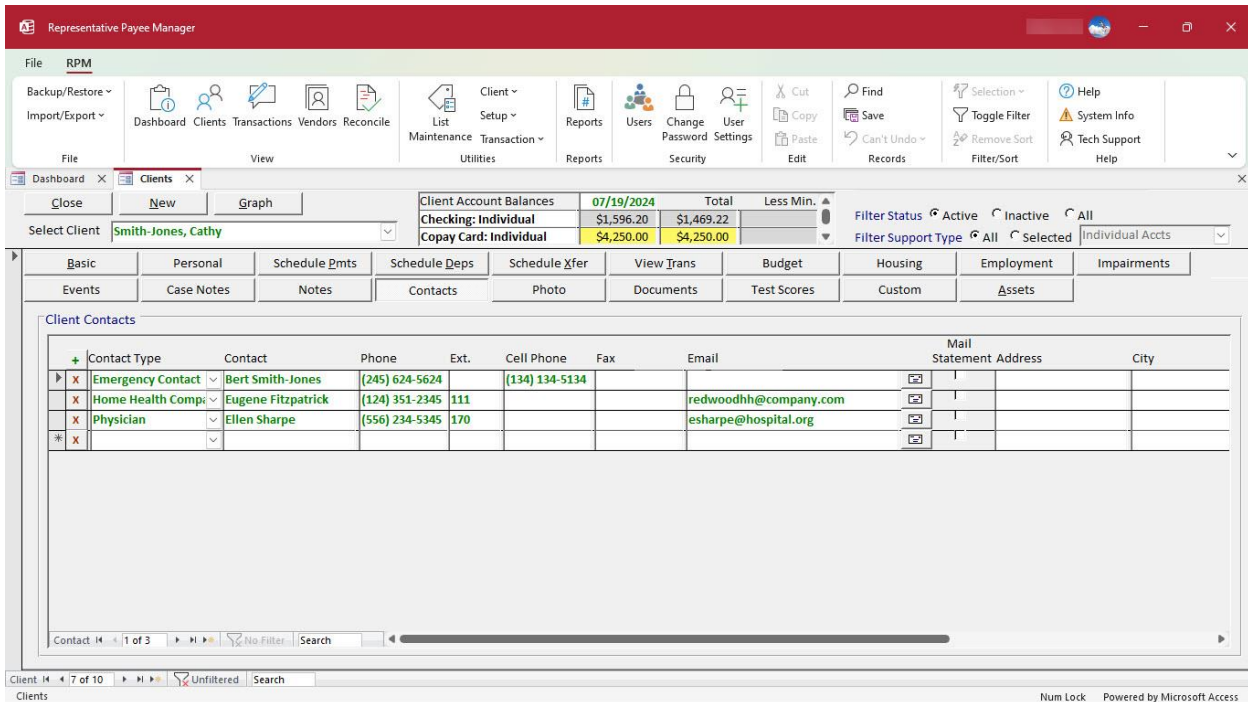 Representative Payee Manager
File RPM
Backup/Restore
Import/Export
Dashboard Clients Transactions Vendors Reconcile
List Maintenance
Client
Setup
Transaction
Reports
Users Change Password User Settings
Cut
Copy
Paste
Find
Save
Can't Undo
Selection
Toggle Filter
Remove Sort
Help
System Info
Tech Support
File View Utilities Reports Security Edit Records Filter/Sort Help
Dashboard Clients
Close New Graph
Select Client Smith-Jones, Cathy
Client Account Balances 07/19/2024 Total Less Min.
Checking: Individual $1,596.20 $1,469.22
Copay Card: Individual $4,250.00 $4,250.00
Filter Status Active Inactive All
Filter Support Type All Selected Individual Accts
Basic Personal Schedule Pmts Schedule Deps Schedule Xfer View Trans Budget Housing Employment Impairments
Events Case Notes Notes Contacts Photo Documents Test Scores Custom Assets
Client Contacts
+ Contact Type Contact Phone Ext. Cell Phone Fax Email Mail Statement Address City
x Emergency Contact Bert Smith-Jones (245) 624-5624 (134) 134-5134
x Home Health Compa Eugene Fitzpatrick (124) 351-2345 111 redwoodhh@company.com
x Physician Ellen Sharpe (556) 234-5345 170 esharpe@hospital.org
* x
Contact 1 of 3 No Filter Search
Client 7 of 10 Unfiltered Search
Clients Num Lock Powered by Microsoft Access